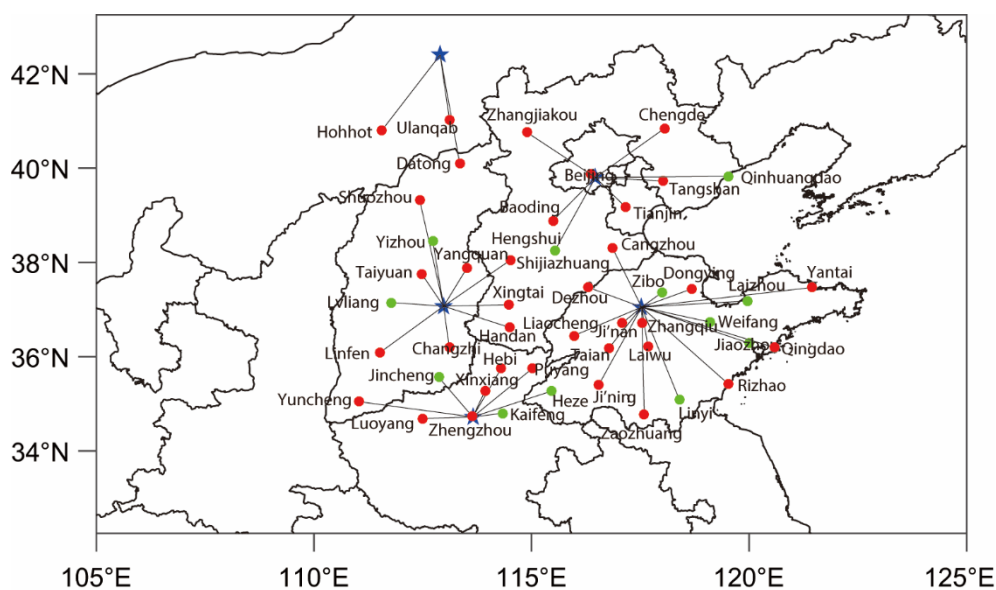 42°N
Zhangjiakou
Chengde
Hohhot
Ulanqab
40°N
Datong
Beijing
Qinhuangdao
Tangshan
Shuozhou
Baoding
Tianjin
Yizhou
Hengshui
Cangzhou
Yangquan
38°N
Shijiazhuang
Taiyuan
Zibo
Dongying
Yantai
Laizhou
Lvliang
Xingtai
Dezhou
Weifang
Liaocheng
Ji'nan
Zhangqiu
Handan
Jiaozhou
Qingdao
36°N
Linfen
Changzhi
Hebi
Taian
Laiwu
Jincheng
Xinxiang
Puyang
Rizhao
Yuncheng
Heze
Ji'ning
Kaifeng
Linyi
Luoyang
Zhengzhou
Zaozhuang
34°N
105°E
110°E
115°E
120°E
125°E